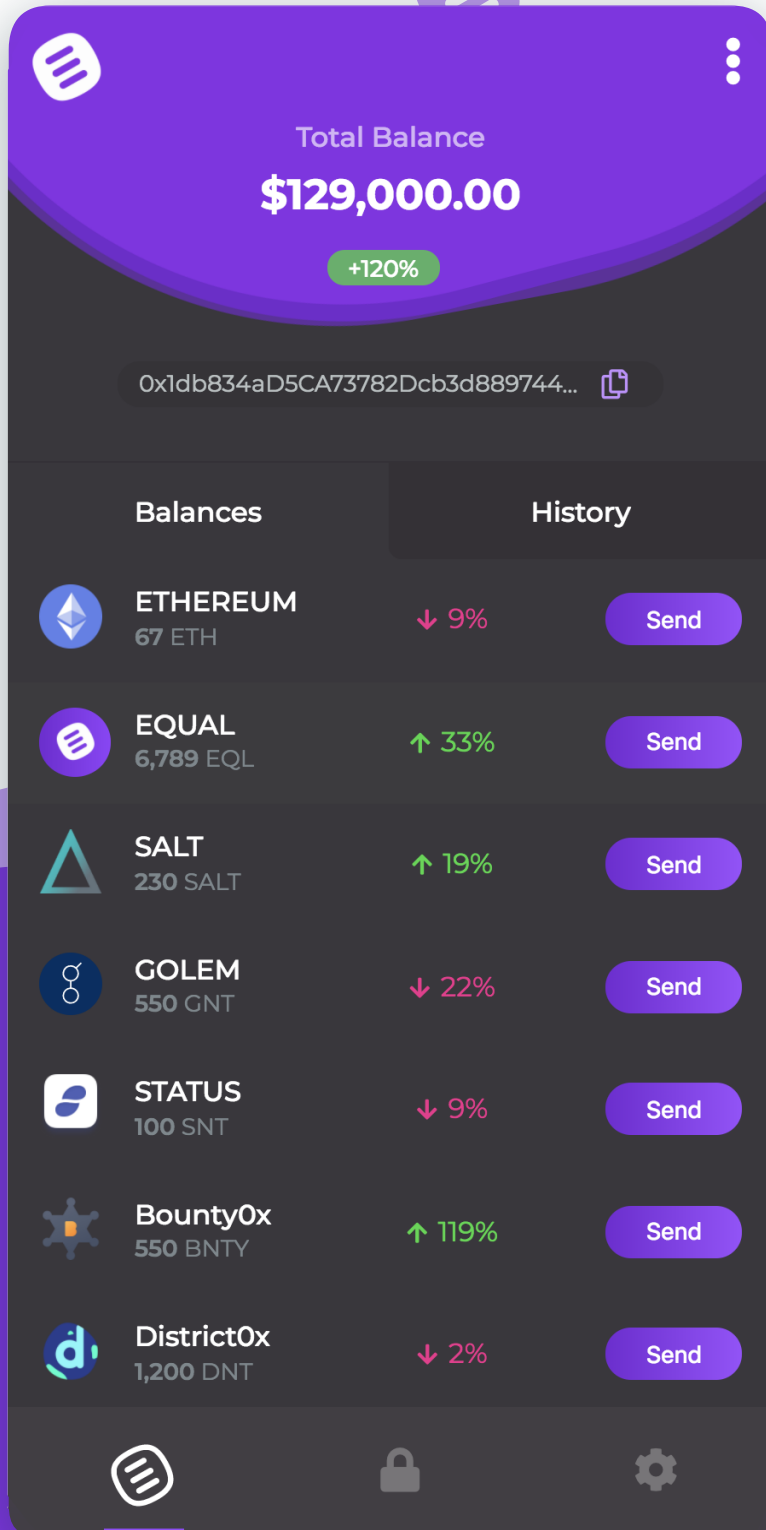 Total Balance
$129,000.00
+120%
0x1db834aD5CA73782Dcb3d889744...
Balances History
ETHEREUM
67 ETH
9%
Send
EQUAL
6,789 EQL
33%
Send
SALT
230 SALT
19%
Send
GOLEM
550 GNT
22%
Send
STATUS
100 SNT
9%
Send
Bounty0x
550 BNTY
119%
Send
District0x
1,200 DNT
2%
Send